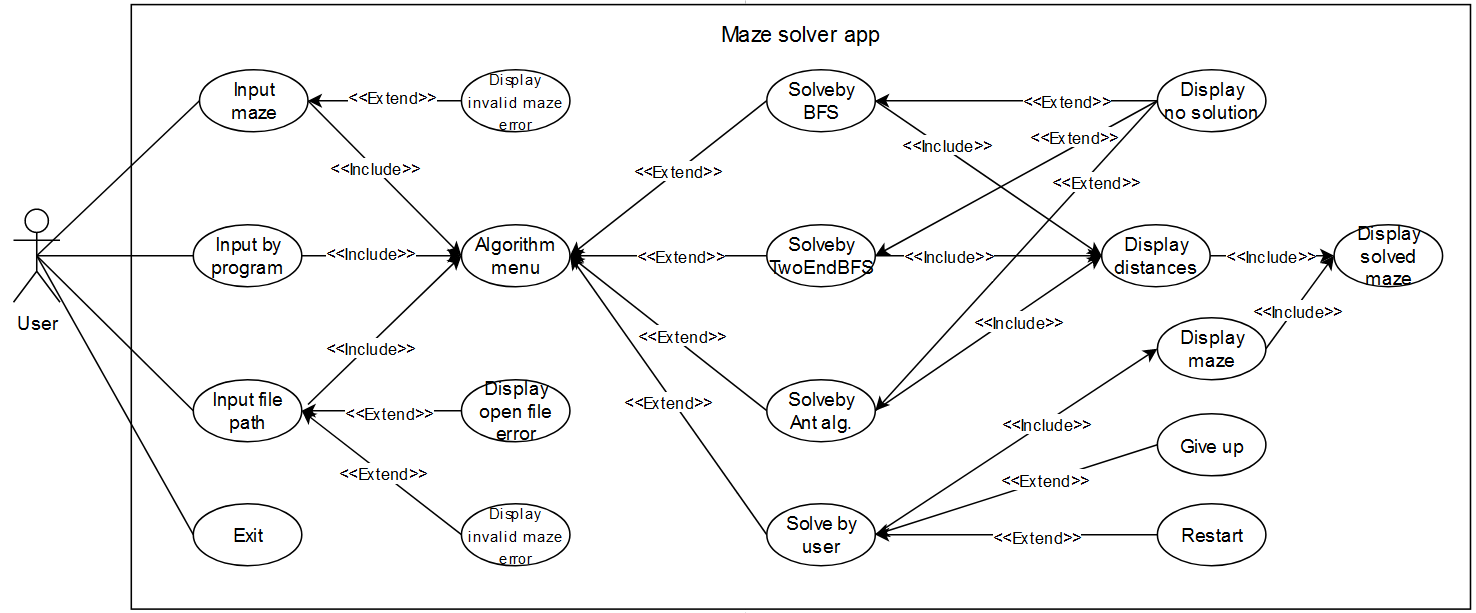 Maze solver app
Input
maze
<<Extend>>
Display
invalid maze
error
Solveby
BFS
<<Extend>>
Display
no solution
<<Include>>
<<Extend>>
<<Include>>
<<Extend>>
<<Extend>>
User
Input by
program
<<Include>>
Algorithm
menu
<<Extend>>
Solveby
TwoEndBFS
<<Include>>
Display
distances
<<Include>>
Display
solved
maze
<<Include>>
<<Extend>>
<<Include>>
<<Include>>
Display
maze
Input file
path
<<Extend>>
Display
open file
error
<<Extend>>
Solveby
Ant alg.
<<Include>>
Give up
<<Extend>>
<<Extend>>
Exit
Display
invalid maze
error
Solve by
user
<<Extend>>
Restart